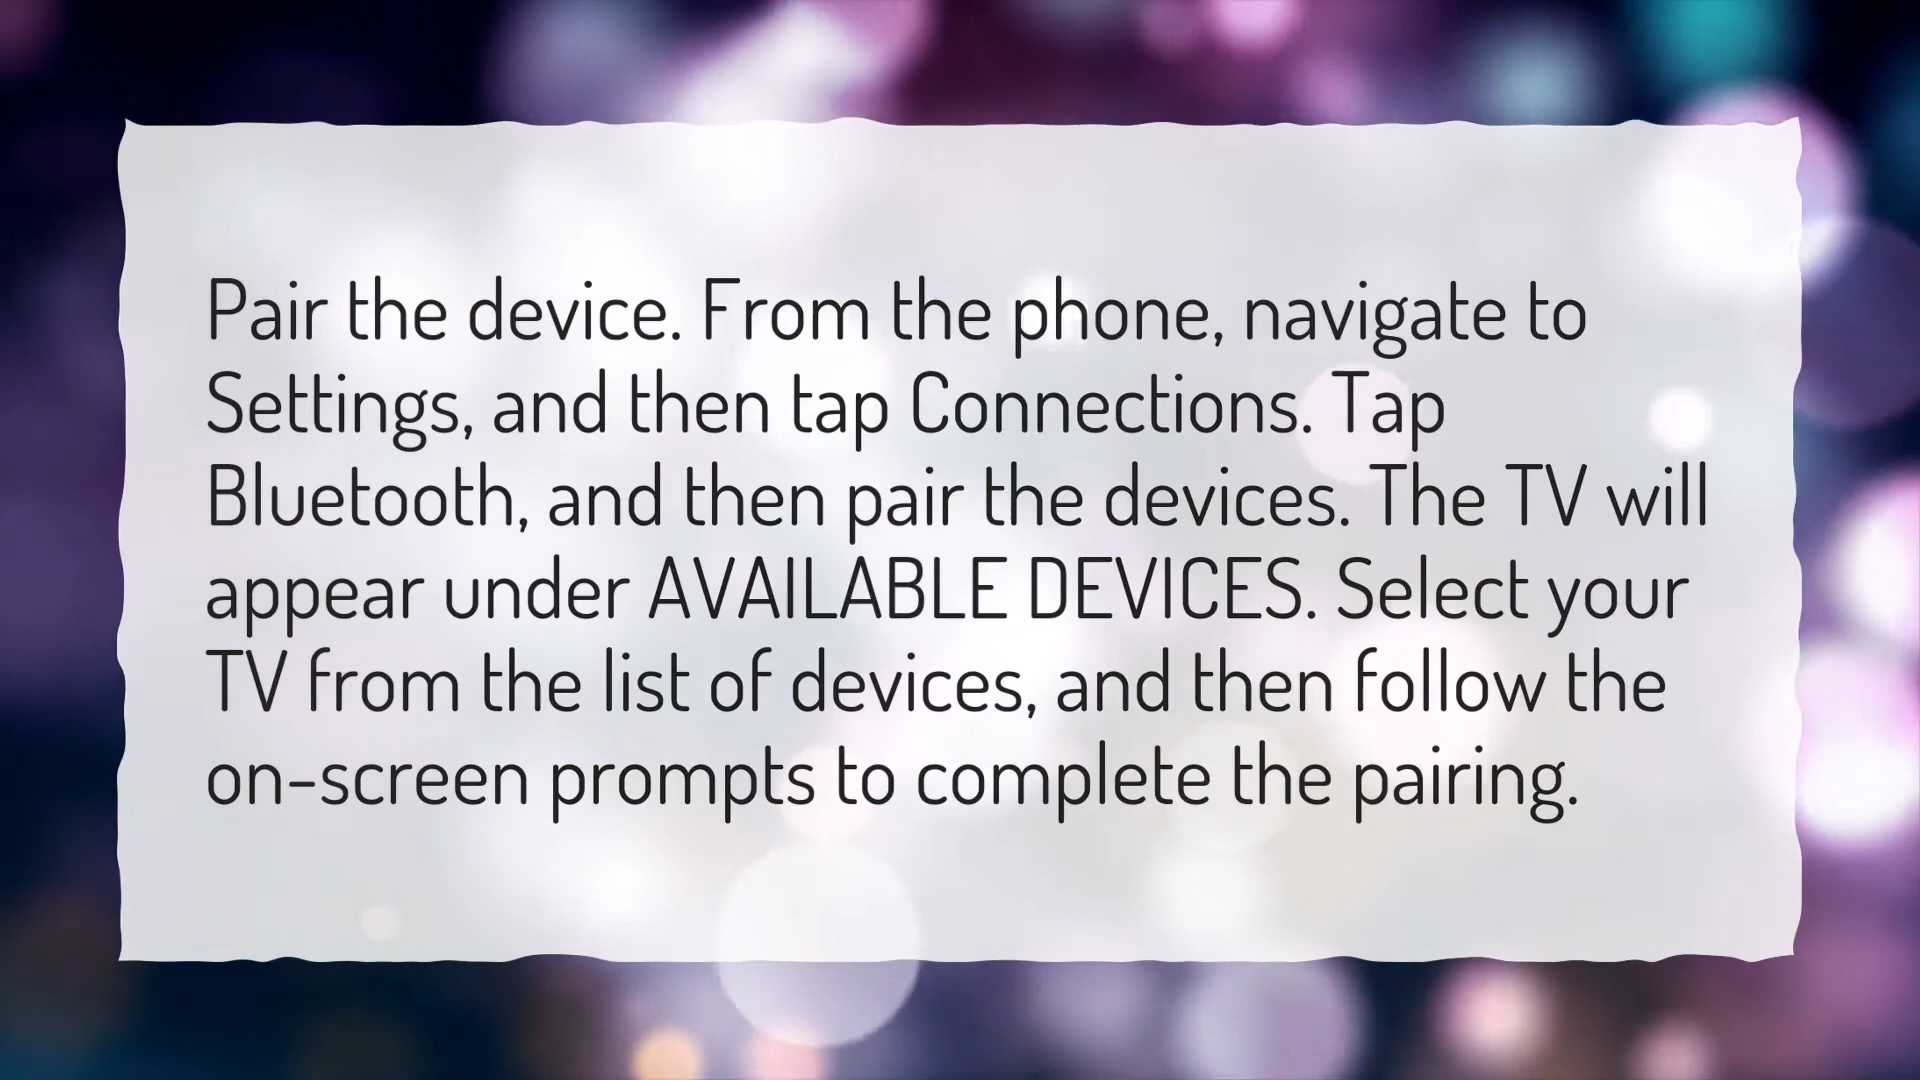 Pair the device. From the phone, navigate to
Settings, and then tap Connections. Tap
Bluetooth, and then pair the devices. The TV will
appear under AVAILABLE DEVICES. Select your
TV from the list of devices, and then follow the
on-screen prompts to complete the pairing.